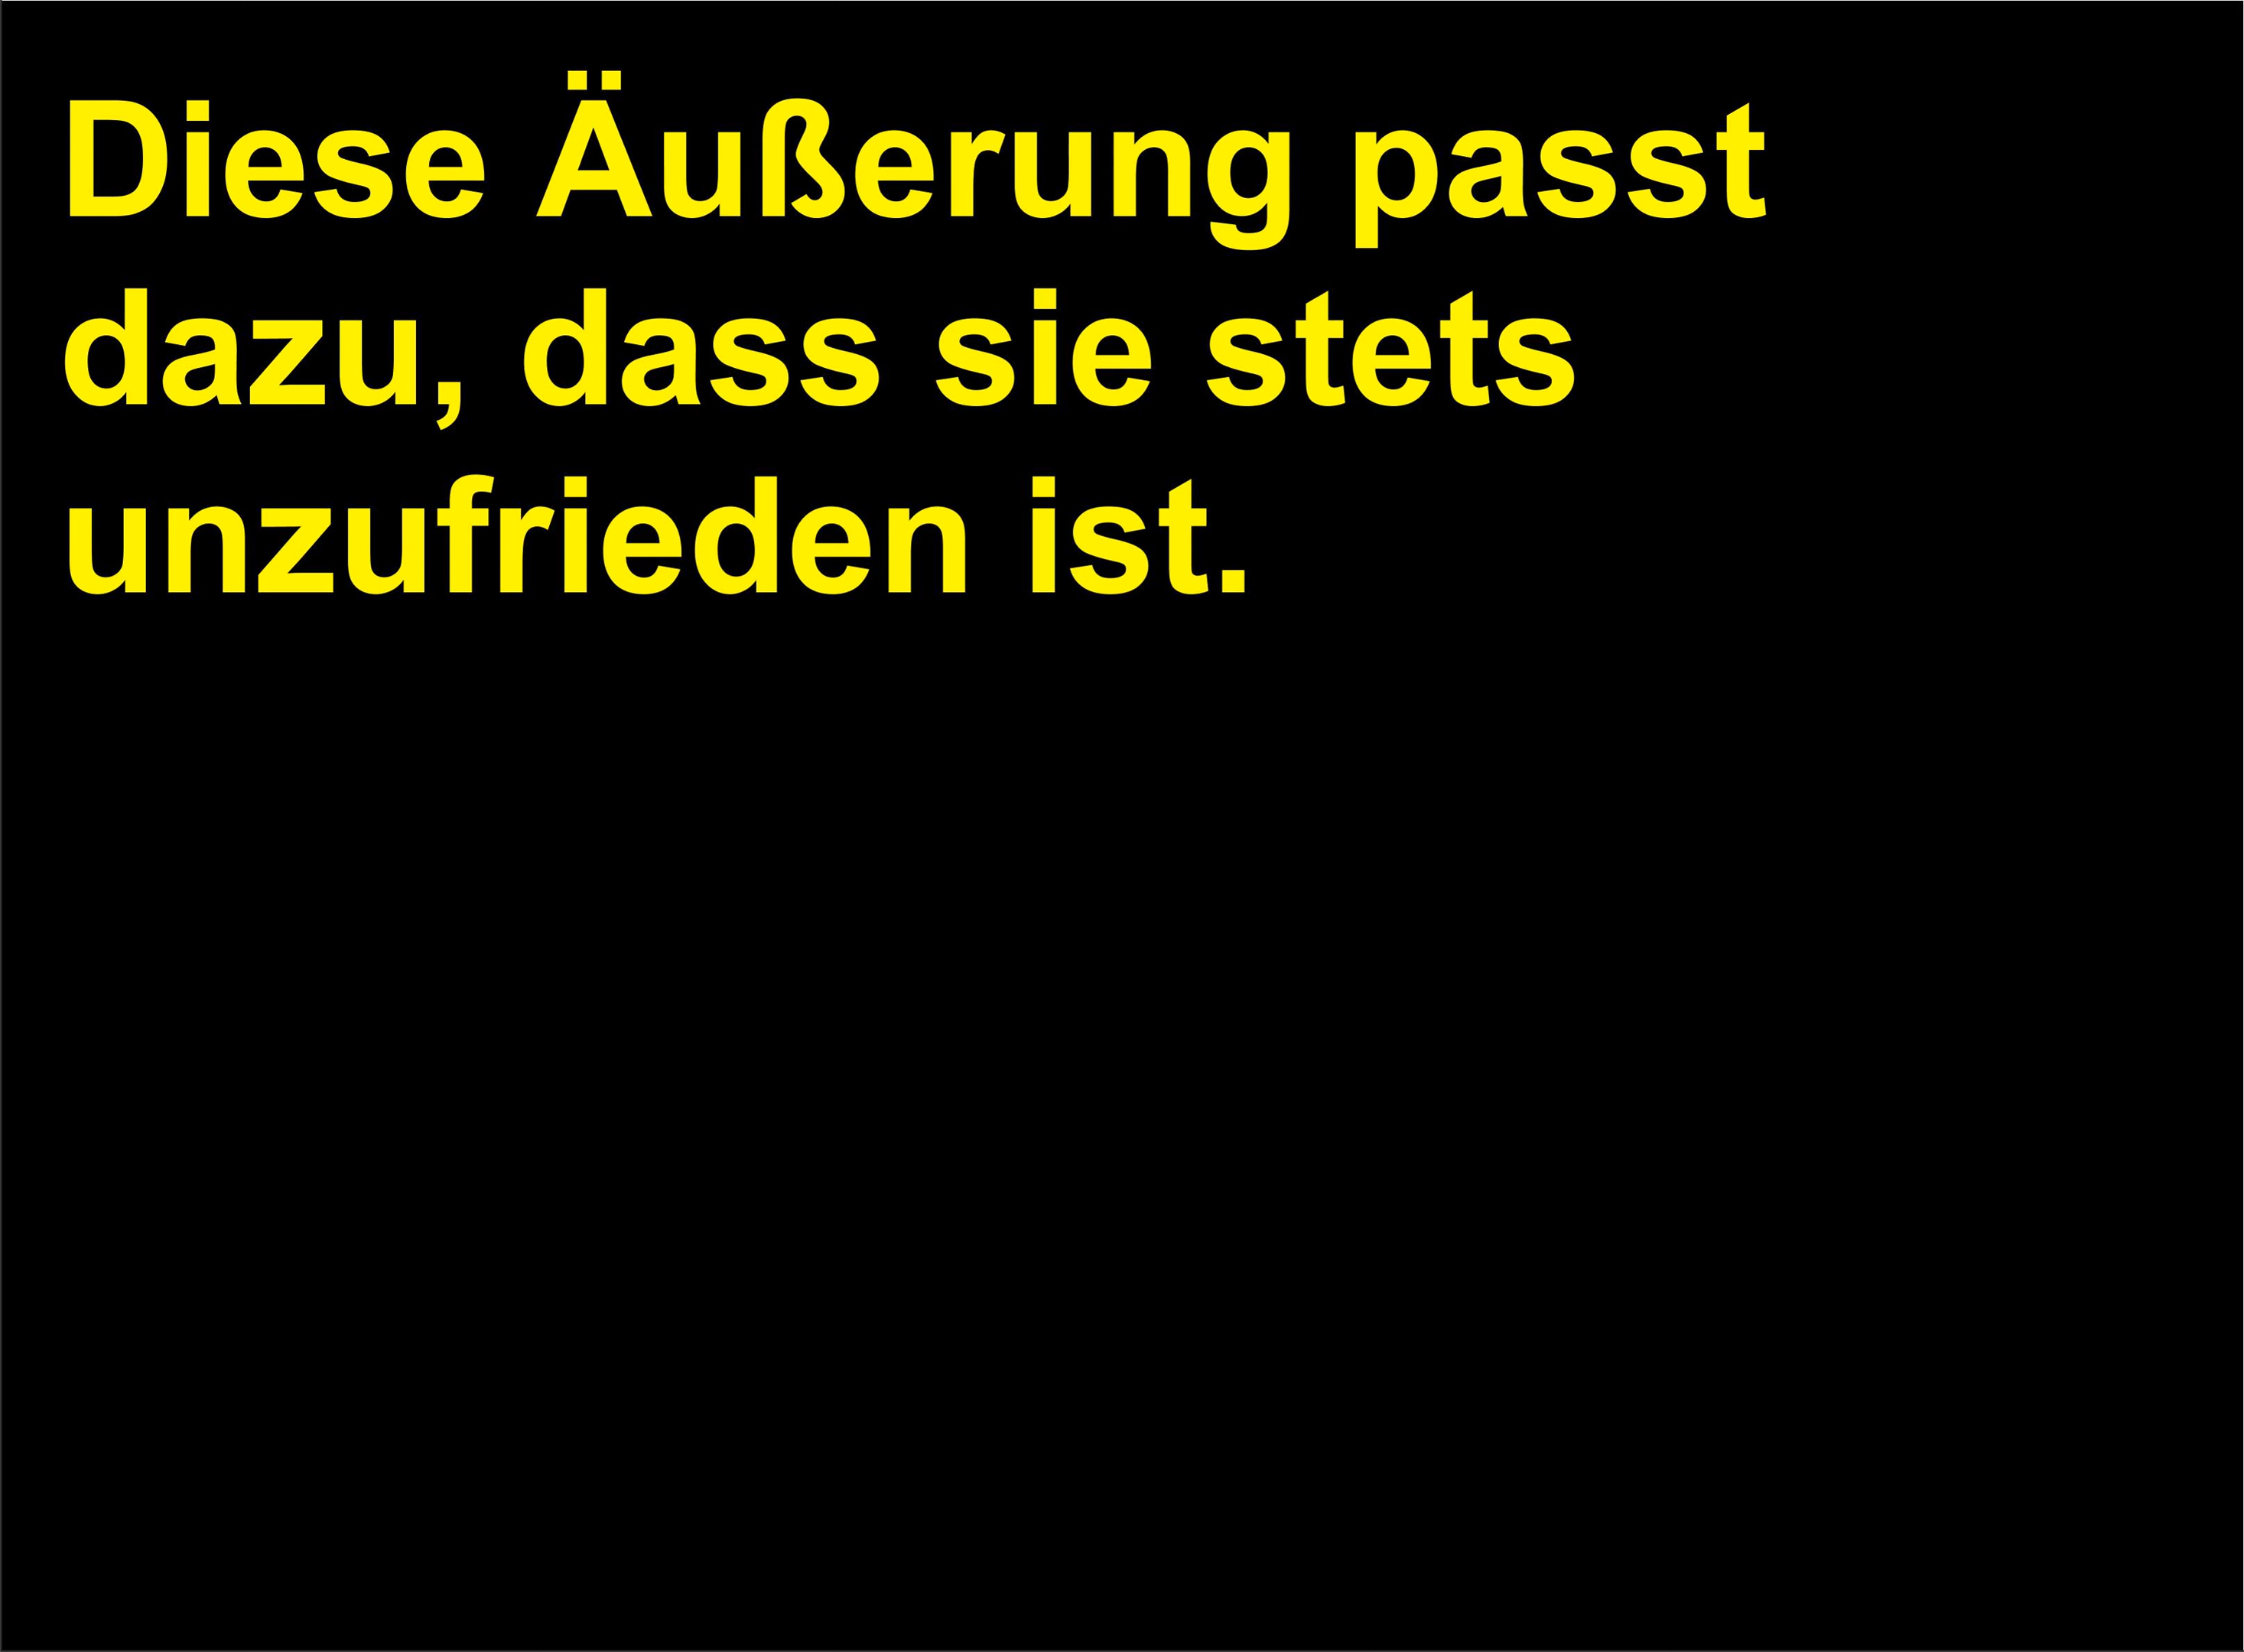 Diese Äußerung passt
dazu, dass sie stets
unzufrieden ist.